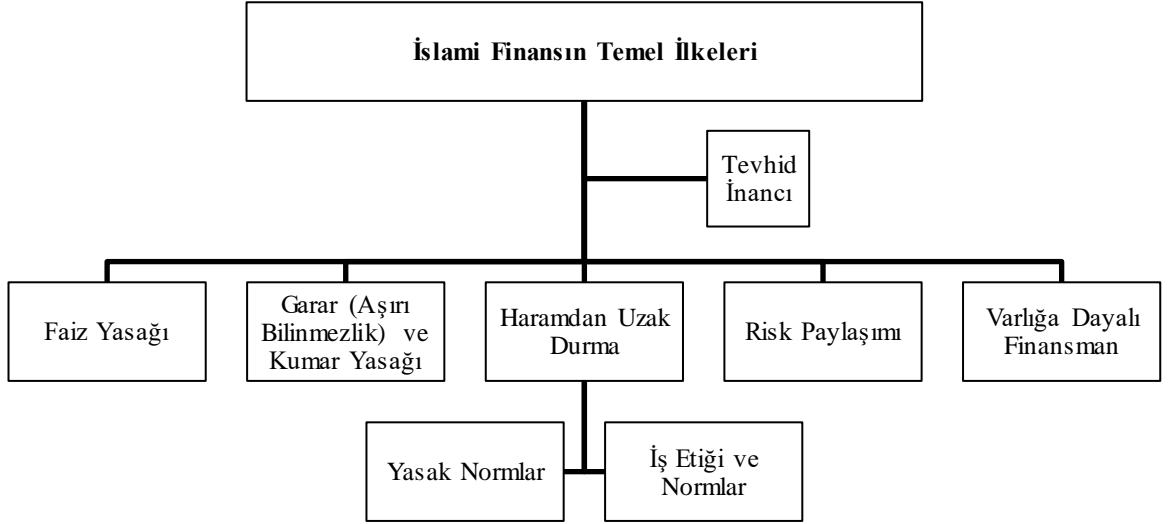 İslami Finansın Temel İlkeleri
Tevhid
İnancı
Faiz Yasağı
Garar (Aşırı
Bilinmezlik) ve
Kumar Yasağı
Haramdan Uzak
Durma
Risk Paylaşımı
Varlığa Dayalı
Finansman
Yasak Normlar
İş Etiği ve
Normlar